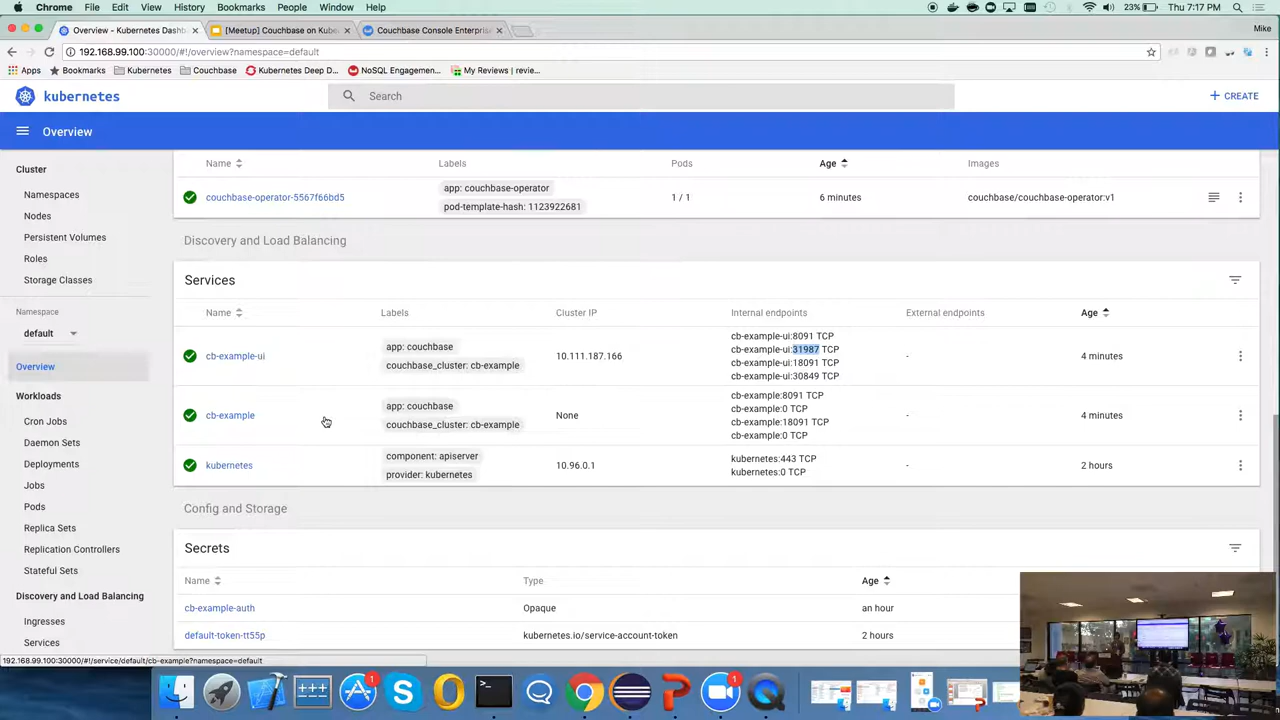 Chrome File Edit View History Bookmarks People Window Help 23% Thu 7:17 PM
Overview - Kubernetes Dashb [Meetup] Couchbase on Kub Couchbase Console Enterpris Mike
192.168.99.100:30000/#!/overview?namespace=default
Apps Bookmarks Kubernetes Couchbase Kubernetes Deep D... NoSQL Engagemen... My Reviews | revie...
kubernetes Search + CREATE
Overview
Cluster
Namespaces
Nodes
Persistent Volumes
Roles
Storage Classes
Namespace
default
Overview
Workloads
Cron Jobs
Daemon Sets
Deployments
Jobs
Pods
Replica Sets
Replication Controllers
Stateful Sets
Discovery and Load Balancing
Ingresses
Services
Name Labels Pods Age Images
couchbase-operator-5567f66bd5 app: couchbase-operator 1 / 1 6 minutes couchbase/couchbase-operator:v1
pod-template-hash: 1123922681
Discovery and Load Balancing
Services
Name Labels Cluster IP Internal endpoints External endpoints Age
cb-example-ui app: couchbase 10.111.187.166 cb-example-ui:8091 TCP - 4 minutes
couchbase_cluster: cb-example cb-example-ui:31987 TCP
cb-example-ui:18091 TCP
cb-example-ui:30849 TCP
cb-example app: couchbase None cb-example:8091 TCP - 4 minutes
couchbase_cluster: cb-example cb-example:0 TCP
cb-example:18091 TCP
cb-example:0 TCP
kubernetes component: apiserver 10.96.0.1 kubernetes:443 TCP - 2 hours
provider: kubernetes kubernetes:0 TCP
Config and Storage
Secrets
Name Type Age
cb-example-auth Opaque an hour
default-token-tt55p kubernetes.io/service-account-token 2 hours
192.168.99.100:30000/#!/service/default/cb-example?namespace=default
1 1